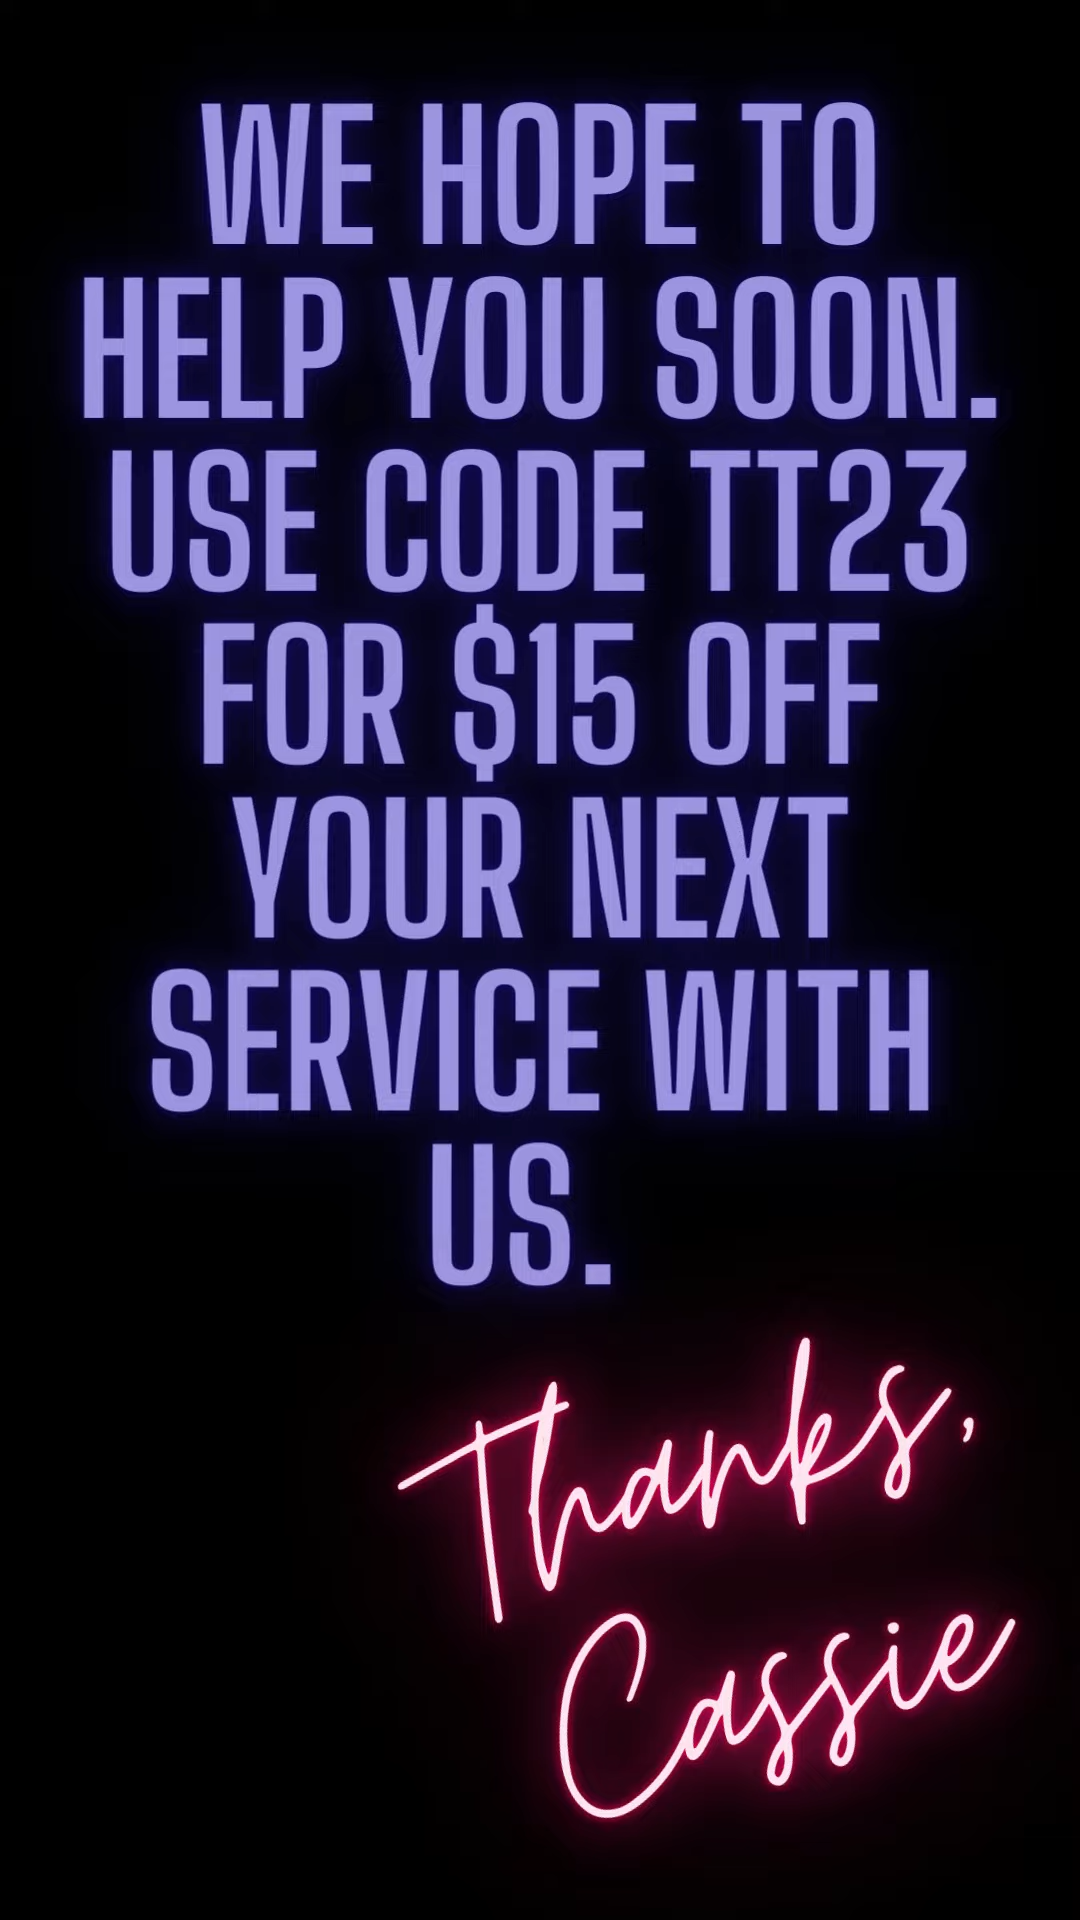 WE HOPE TO
HELP YOU SOON.
USE CODE TT23
FOR $15 OFF
YOUR NEXT
SERVICE WITH
US.
Thanks,
Cassie